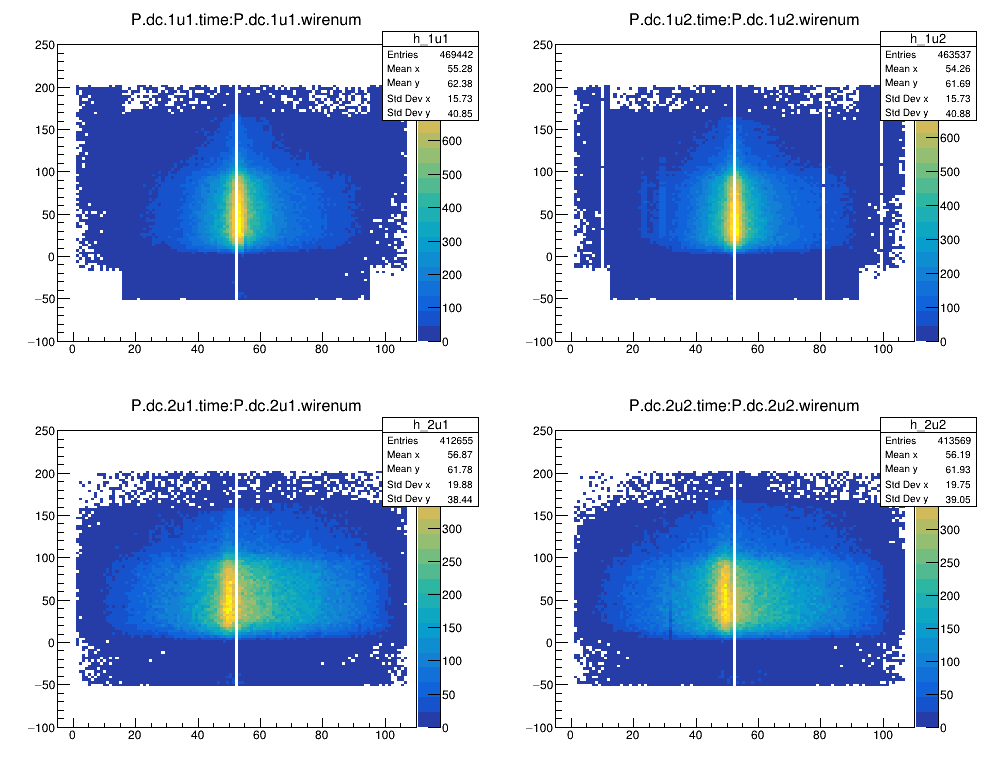 P.dc.1u1.time:P.dc.1u1.wirenum
h_1u1
Entries 469442
Mean x 55.28
Mean y 62.38
Std Dev x 15.73
Std Dev y 40.85
250
200
150
100
50
0
−50
−100
0 20 40 60 80 100
600
500
400
300
200
100
0
P.dc.1u2.time:P.dc.1u2.wirenum
h_1u2
Entries 463537
Mean x 54.26
Mean y 61.69
Std Dev x 15.73
Std Dev y 40.88
250
200
150
100
50
0
−50
−100
0 20 40 60 80 100
600
500
400
300
200
100
0
P.dc.2u1.time:P.dc.2u1.wirenum
h_2u1
Entries 412655
Mean x 56.87
Mean y 61.78
Std Dev x 19.88
Std Dev y 38.44
250
200
150
100
50
0
−50
−100
0 20 40 60 80 100
300
250
200
150
100
50
0
P.dc.2u2.time:P.dc.2u2.wirenum
h_2u2
Entries 413569
Mean x 56.19
Mean y 61.93
Std Dev x 19.75
Std Dev y 39.05
250
200
150
100
50
0
−50
−100
0 20 40 60 80 100
300
250
200
150
100
50
0